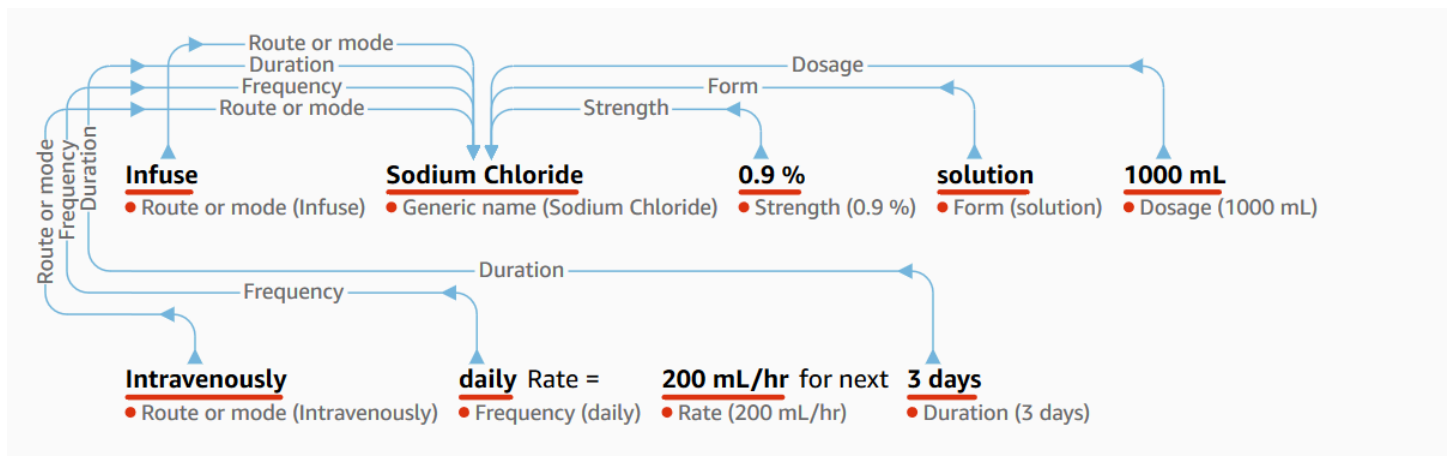 Route or mode
Duration
Dosage
Frequency
Form
Route or mode
Strength
Route or mode
Frequency
Duration
Infuse Sodium Chloride 0.9 % solution 1000 mL
Route or mode (Infuse) Generic name (Sodium Chloride) Strength (0.9 %) Form (solution) Dosage (1000 mL)
Duration
Frequency
Intravenously daily Rate = 200 mL/hr for next 3 days
Route or mode (Intravenously) Frequency (daily) Rate (200 mL/hr) Duration (3 days)